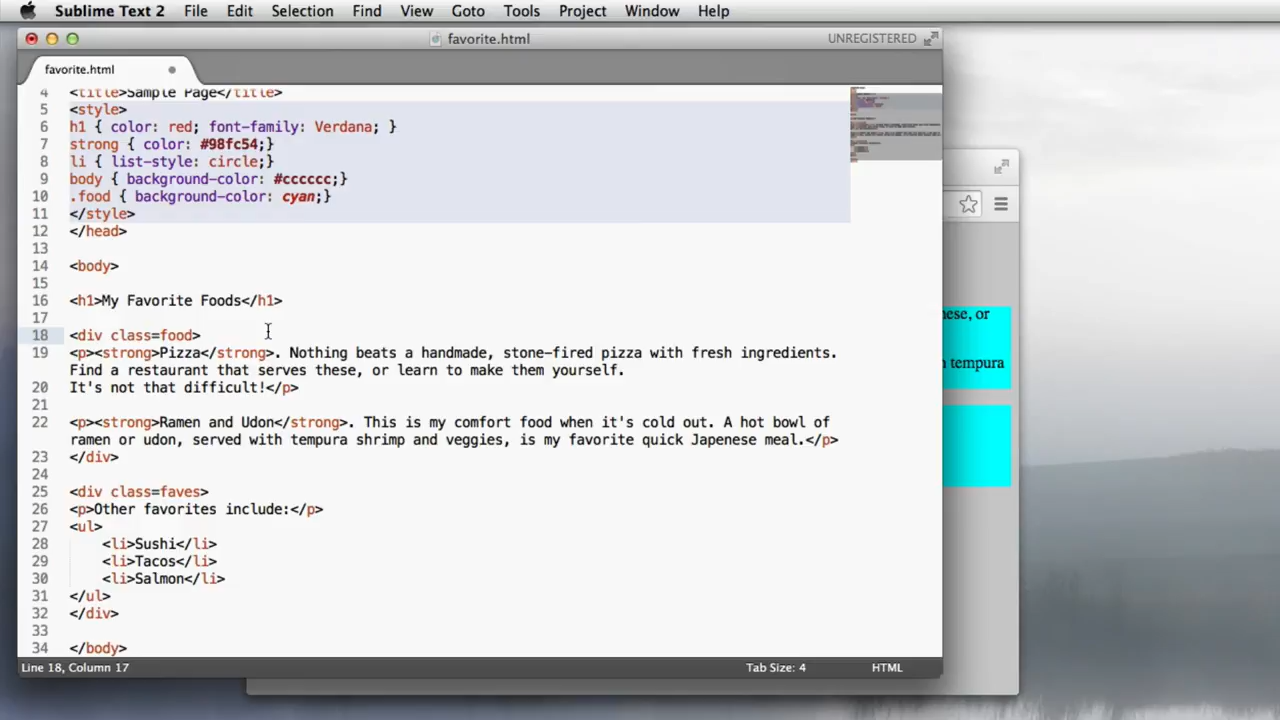 Sublime Text 2 File Edit Selection Find View Goto Tools Project Window Help
favorite.html UNREGISTERED
favorite.html
4 <title>Sample Page</title>
5 <style>
6 h1 { color: red; font-family: Verdana; }
7 strong { color: #98fc54;}
8 li { list-style: circle;}
9 body { background-color: #cccccc;}
10 .food { background-color: cyan;}
11 </style>
12 </head>
13
14 <body>
15
16 <h1>My Favorite Foods</h1>
17
18 <div class=food>
19 <p><strong>Pizza</strong>. Nothing beats a handmade, stone-fired pizza with fresh ingredients.
Find a restaurant that serves these, or learn to make them yourself.
20 It's not that difficult!</p>
21
22 <p><strong>Ramen and Udon</strong>. This is my comfort food when it's cold out. A hot bowl of
ramen or udon, served with tempura shrimp and veggies, is my favorite quick Japenese meal.</p>
23 </div>
24
25 <div class=faves>
26 <p>Other favorites include:</p>
27 <ul>
28 <li>Sushi</li>
29 <li>Tacos</li>
30 <li>Salmon</li>
31 </ul>
32 </div>
33
34 </body>
Line 18, Column 17 Tab Size: 4 HTML
ese, or
tempura